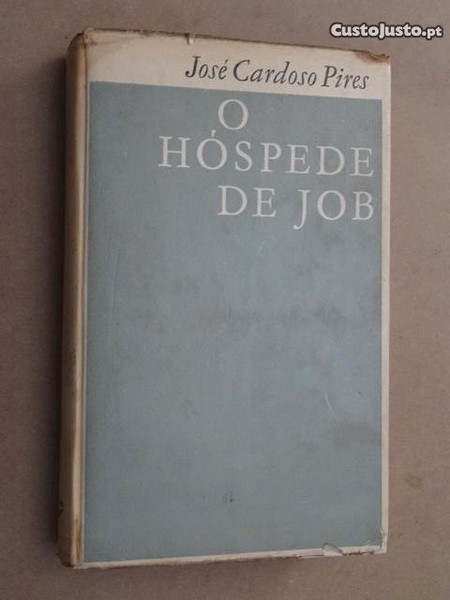 CustoJusto.pt
José Cardoso Pires
O
HÓSPEDE
DE JOB